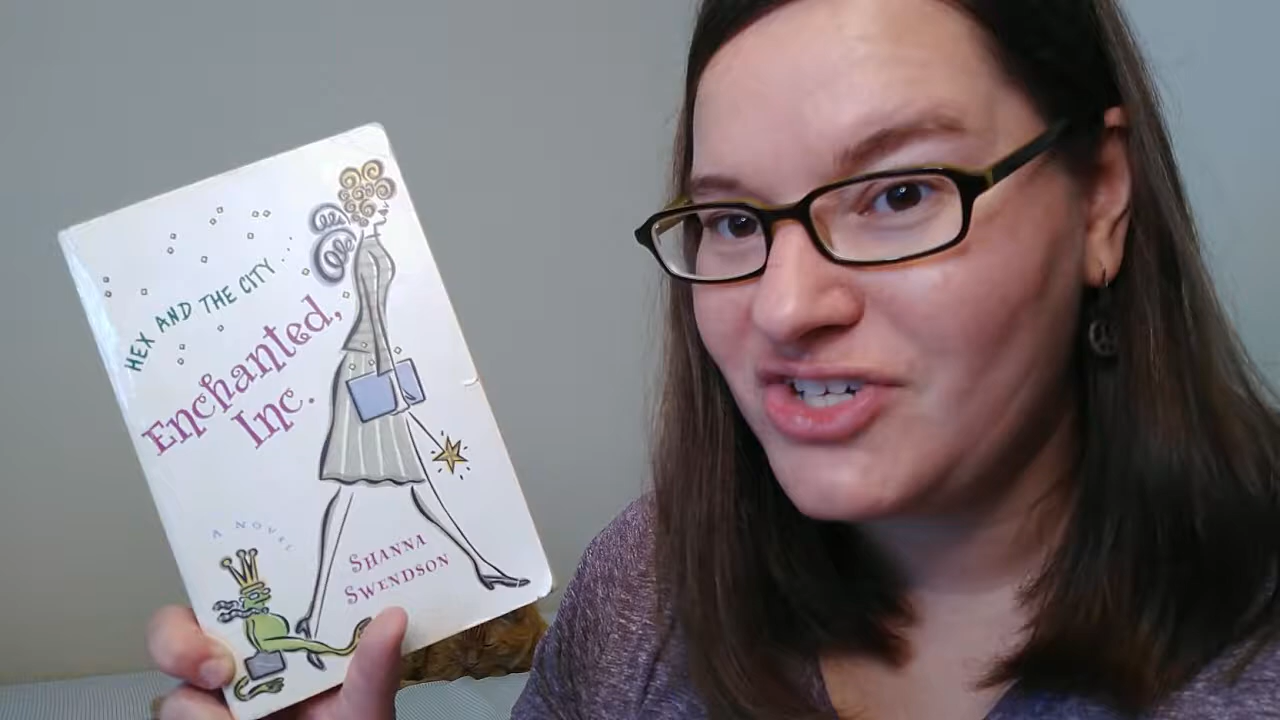 HEX AND THE CITY...
Enchanted,
Inc.
A NOVEL
SHANNA
SWENDSON